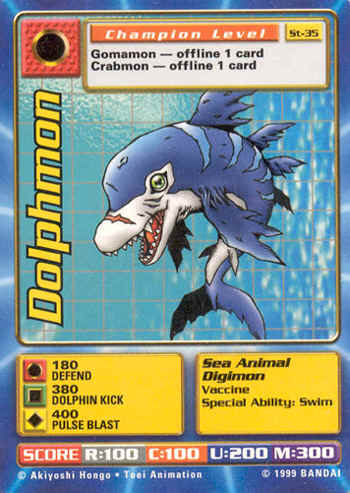 Champion Level
St-35
Gomamon — offline 1 card
Crabmon — offline 1 card
Dolphmon
180
DEFEND
380
DOLPHIN KICK
400
PULSE BLAST
Sea Animal
Digimon
Vaccine
Special Ability: Swim
SCORE R:100 C:100 U:200 M:300
© Akiyoshi Hongo • Toei Animation © 1999 BANDAI